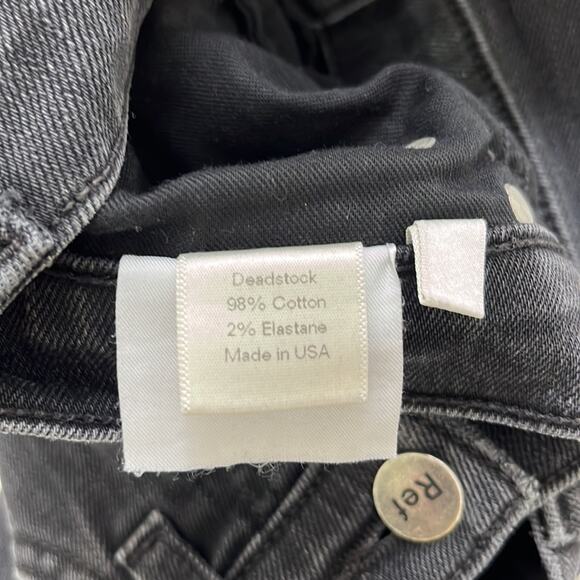 Deadstock
98% Cotton
2% Elastane
Made in USA
Ref